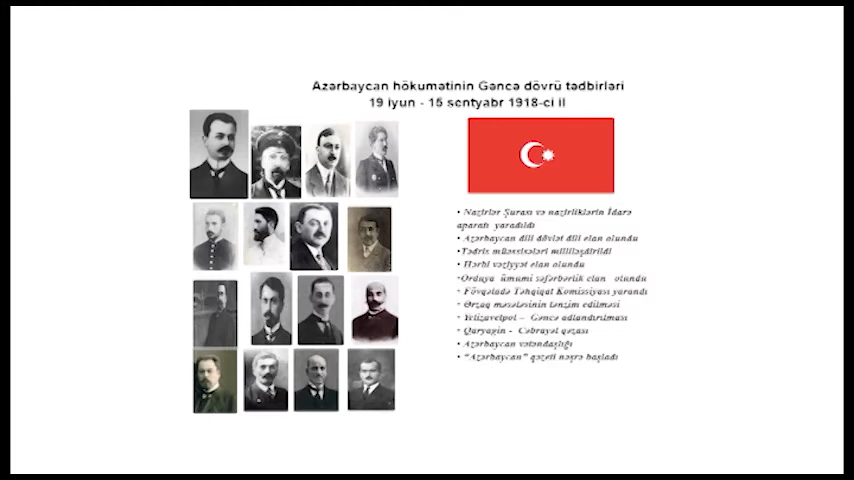 Azərbaycan hökumətinin Gəncə dövrü tədbirləri
19 iyun - 15 sentyabr 1918-ci il
• Nazirlər Şurası və nazirliklərin İdarə
aparatı yaradıldı
• Azərbaycan dili dövlət dili elan olundu
•Tədris müəssisələri milliləşdirildi
• Hərbi vəziyyət elan olundu
•Orduya ümumi səfərbərlik elan olundu
• Fövqəladə Təhqiqat Komissiyası yarandı
• Ərzaq məsələsinin tənzim edilməsi
• Yelizavetpol – Gəncə adlandırılması
• Qaryagin - Cəbrayıl qəzası
• Azərbaycan vətəndaşlığı
• “Azərbaycan” qəzeti nəşrə başladı